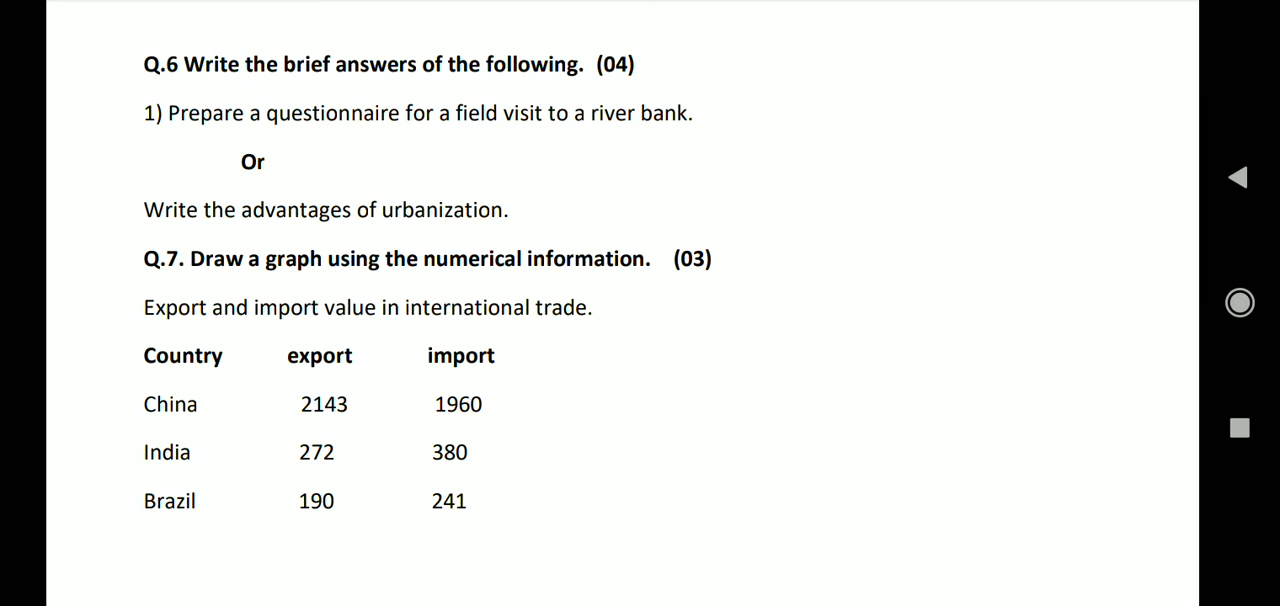 Q.6 Write the brief answers of the following. (04)
1) Prepare a questionnaire for a field visit to a river bank.
Or
Write the advantages of urbanization.
Q.7. Draw a graph using the numerical information. (03)
Export and import value in international trade.
Country export import
China 2143 1960
India 272 380
Brazil 190 241